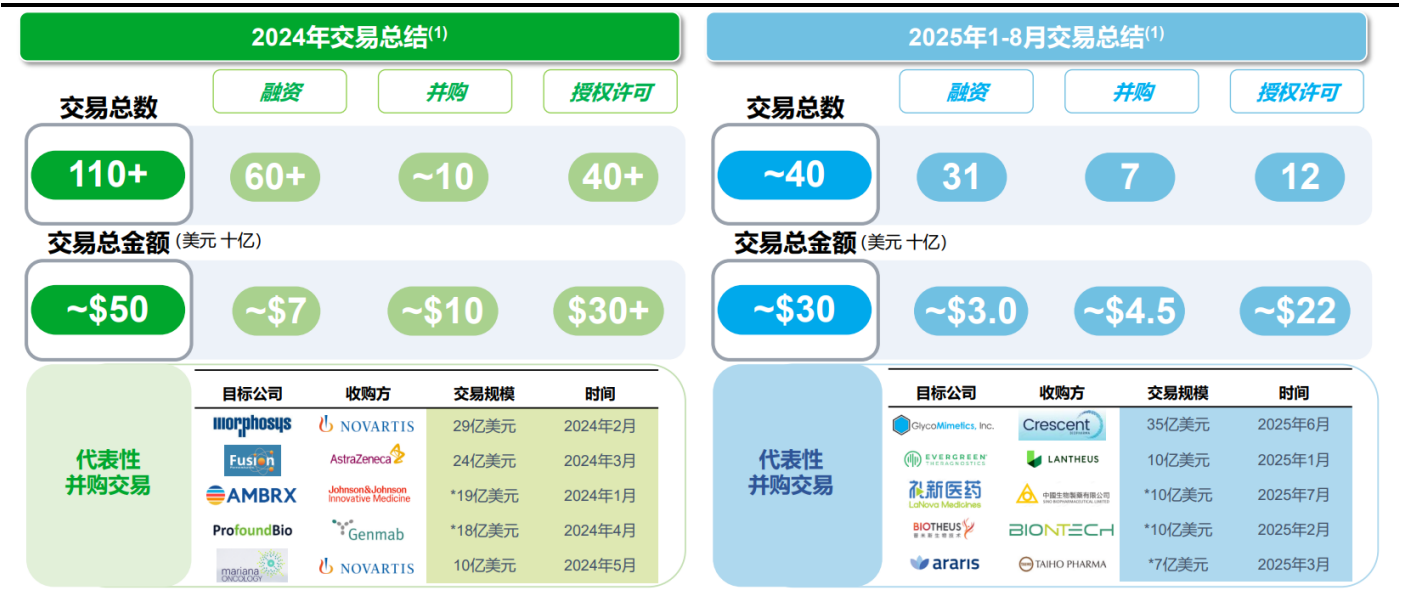 2024年交易总结(1)
融资
并购
授权许可
交易总数
110+
60+
~10
40+
交易总金额 (美元 十亿)
~$50
~$7
~$10
$30+
代表性
并购交易
目标公司 收购方 交易规模 时间
morphosys NOVARTIS 29亿美元 2024年2月
Fusion AstraZeneca 24亿美元 2024年3月
AMBRX Johnson&Johnson Innovative Medicine *19亿美元 2024年1月
ProfoundBio Genmab *18亿美元 2024年4月
mariana ONCOLOGY NOVARTIS 10亿美元 2024年5月
2025年1-8月交易总结(1)
融资
并购
授权许可
交易总数
~40
31
7
12
交易总金额 (美元 十亿)
~$30
~$3.0
~$4.5
~$22
代表性
并购交易
目标公司 收购方 交易规模 时间
GlycoMimetics, Inc. Crescent 35亿美元 2025年6月
EVERGREEN THERAGNOSTICS LANTHEUS 10亿美元 2025年1月
礼新医药 LaNova Medicines 中國生物製藥有限公司 *10亿美元 2025年7月
BIOTHEUS BIONTECH *10亿美元 2025年2月
araris TAIHO PHARMA *7亿美元 2025年3月